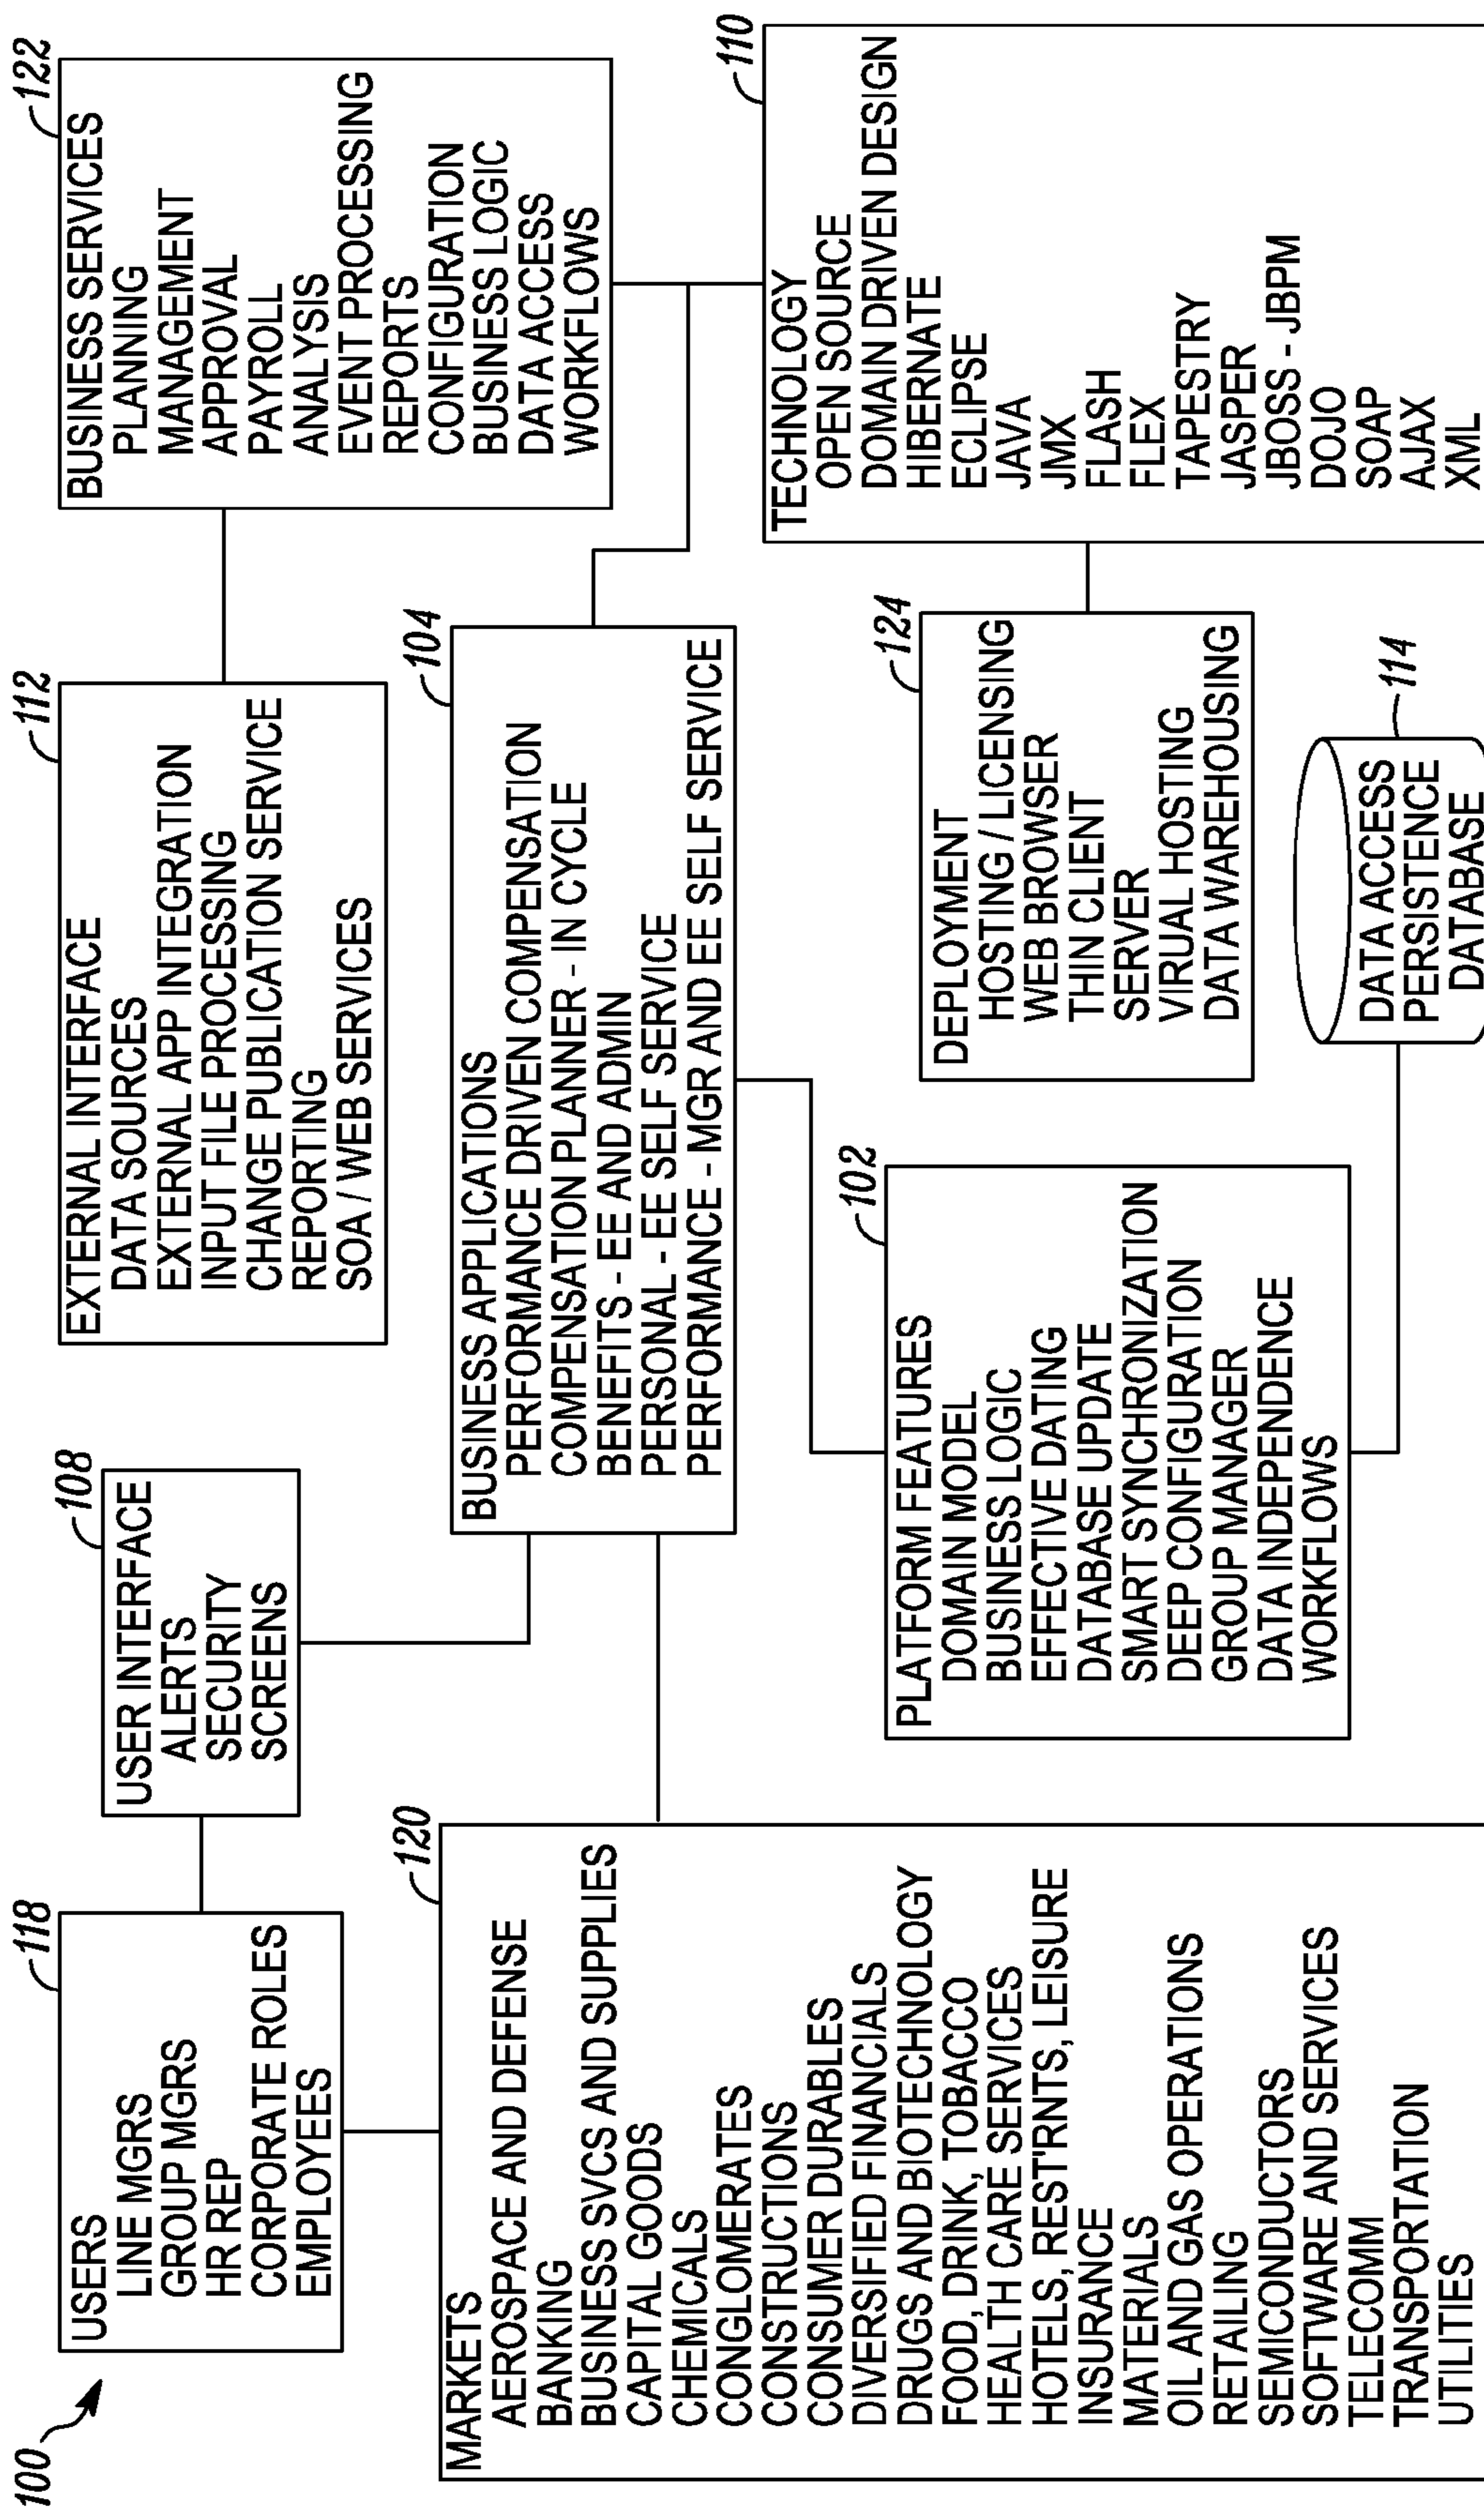 100
118
USERS
LINE MGRS
GROUP MGRS
HR REP
CORPORATE ROLES
EMPLOYEES
108
USER INTERFACE
ALERTS
SECURITY
SCREENS
112
EXTERNAL INTERFACE
DATA SOURCES
EXTERNAL APP INTEGRATION
INPUT FILE PROCESSING
CHANGE PUBLICATION SERVICE
REPORTING
SOA / WEB SERVICES
122
BUSINESS SERVICES
PLANNING
MANAGEMENT
APPROVAL
PAYROLL
ANALYSIS
EVENT PROCESSING
REPORTS
CONFIGURATION
BUSINESS LOGIC
DATA ACCESS
WORKFLOWS
120
MARKETS
AEROSPACE AND DEFENSE
BANKING
BUSINESS SVCS AND SUPPLIES
CAPITAL GOODS
CHEMICALS
CONGLOMERATES
CONSTRUCTIONS
CONSUMER DURABLES
DIVERSIFIED FINANCIALS
DRUGS AND BIOTECHNOLOGY
FOOD, DRINK, TOBACCO
HEALTH CARE SERVICES
HOTELS, REST'RNTS, LEISURE
INSURANCE
MATERIALS
OIL AND GAS OPERATIONS
RETAILING
SEMICONDUCTORS
SOFTWARE AND SERVICES
TELECOMM
TRANSPORTATION
UTILITIES
104
BUSINESS APPLICATIONS
PERFORMANCE DRIVEN COMPENSATION
COMPENSATION PLANNER - IN CYCLE
BENEFITS - EE AND ADMIN
PERSONAL - EE SELF SERVICE
PERFORMANCE - MGR AND EE SELF SERVICE
102
PLATFORM FEATURES
DOMAIN MODEL
BUSINESS LOGIC
EFFECTIVE DATING
DATABASE UPDATE
SMART SYNCHRONIZATION
DEEP CONFIGURATION
GROUP MANAGER
DATA INDEPENDENCE
WORKFLOWS
124
DEPLOYMENT
HOSTING / LICENSING
WEB BROWSER
THIN CLIENT
SERVER
VIRUAL HOSTING
DATA WAREHOUSING
114
DATA ACCESS
PERSISTENCE
DATABASE
110
TECHNOLOGY
OPEN SOURCE
DOMAIN DRIVEN DESIGN
HIBERNATE
ECLIPSE
JAVA
JMX
FLASH
FLEX
TAPESTRY
JASPER
JBOSS - JBPM
DOJO
SOAP
AJAX
XML